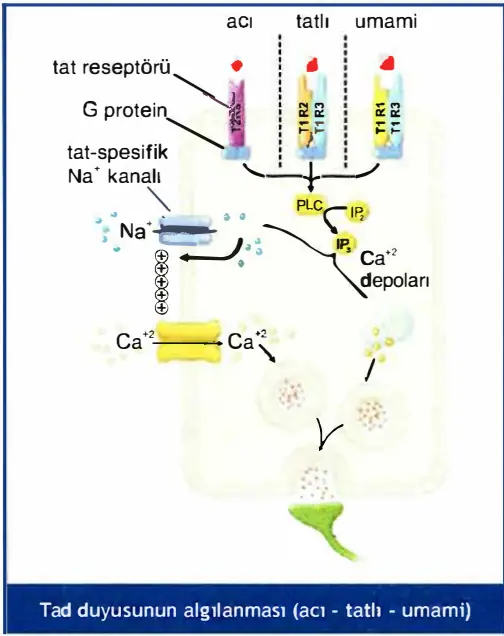 acı tatlı umami
tat reseptörü
T2Rs
T1 R2
T1 R3
T1 R1
T1 R3
G protein
tat-spesifik
Na⁺ kanalı
PLC
IP₂
IP₃
Na⁺
Ca⁺²
depoları
Ca⁺² Ca⁺²
Tad duyusunun algılanması (acı - tatlı - umami)